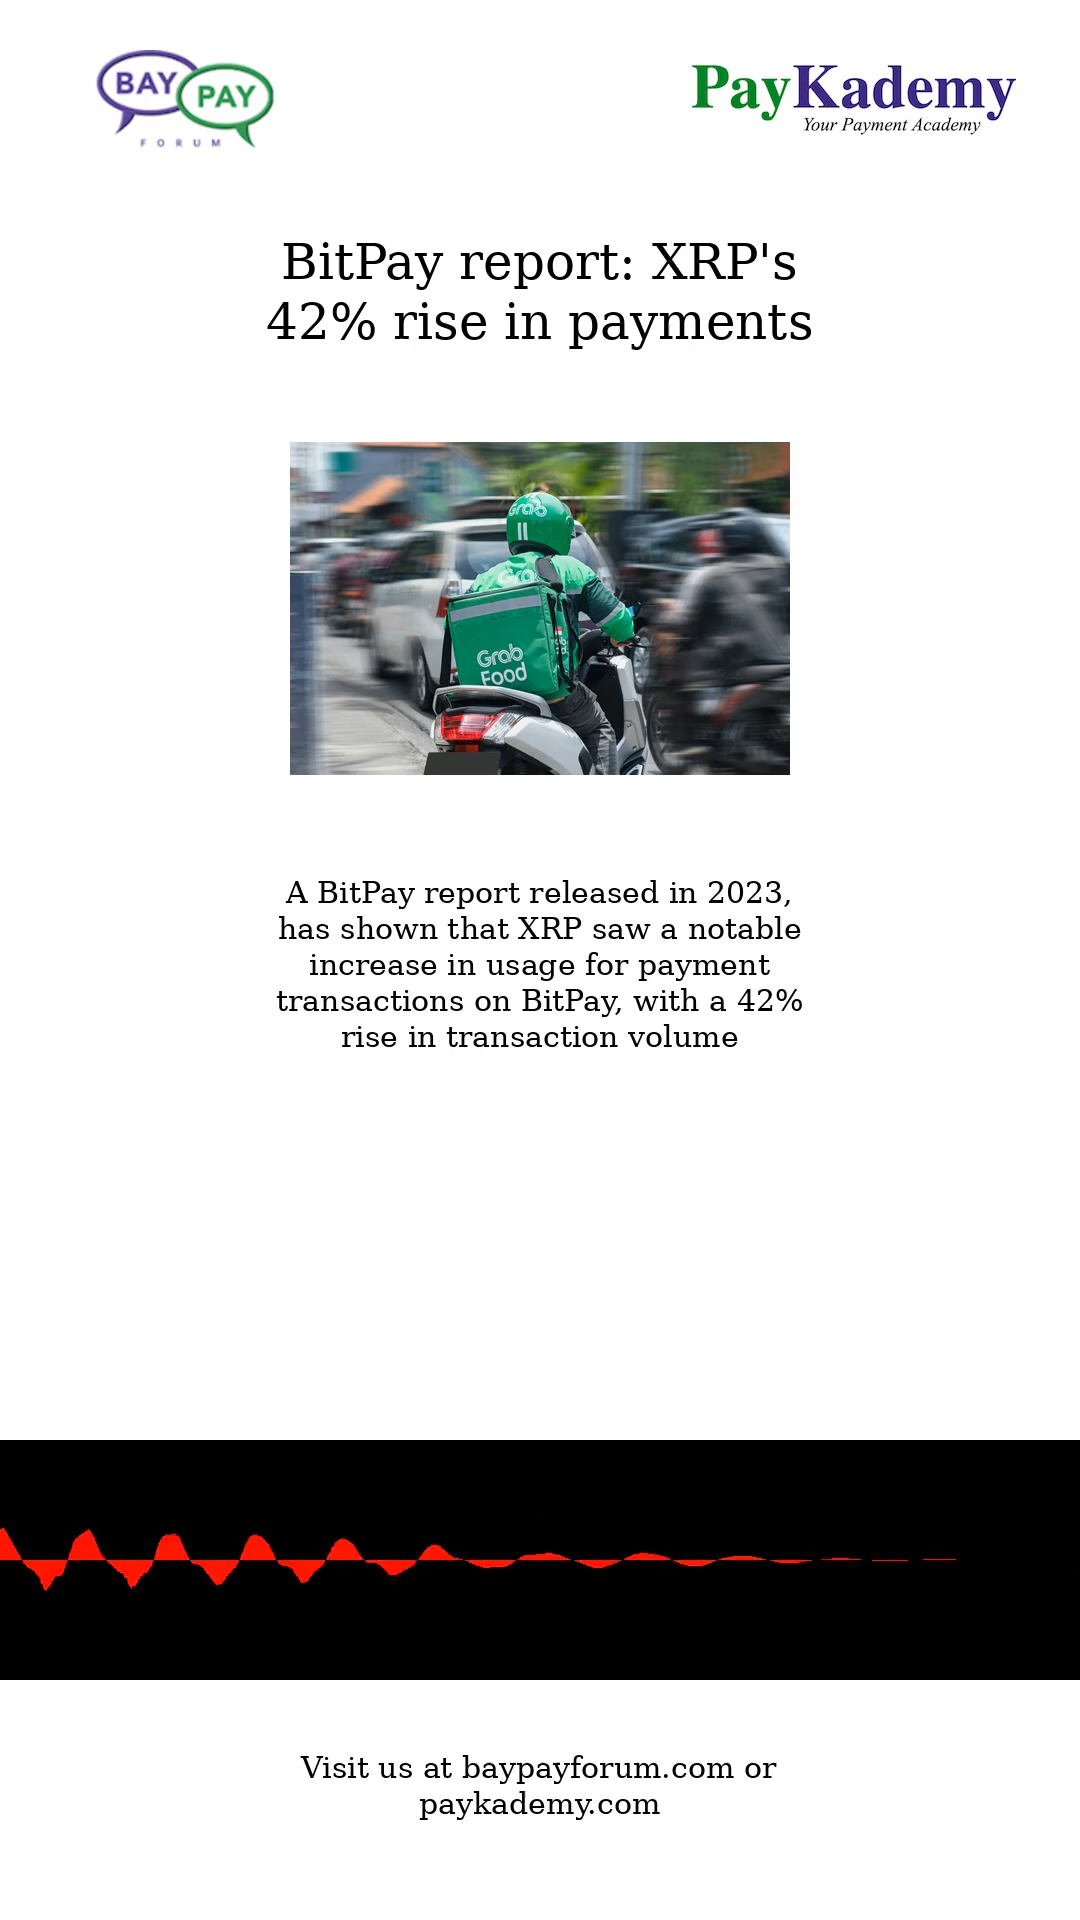 BAY PAY
FORUM
PayKademy
Your Payment Academy
BitPay report: XRP's
42% rise in payments
Grab
Gra
Grab
Food
A BitPay report released in 2023,
has shown that XRP saw a notable
increase in usage for payment
transactions on BitPay, with a 42%
rise in transaction volume
Visit us at baypayforum.com or
paykademy.com